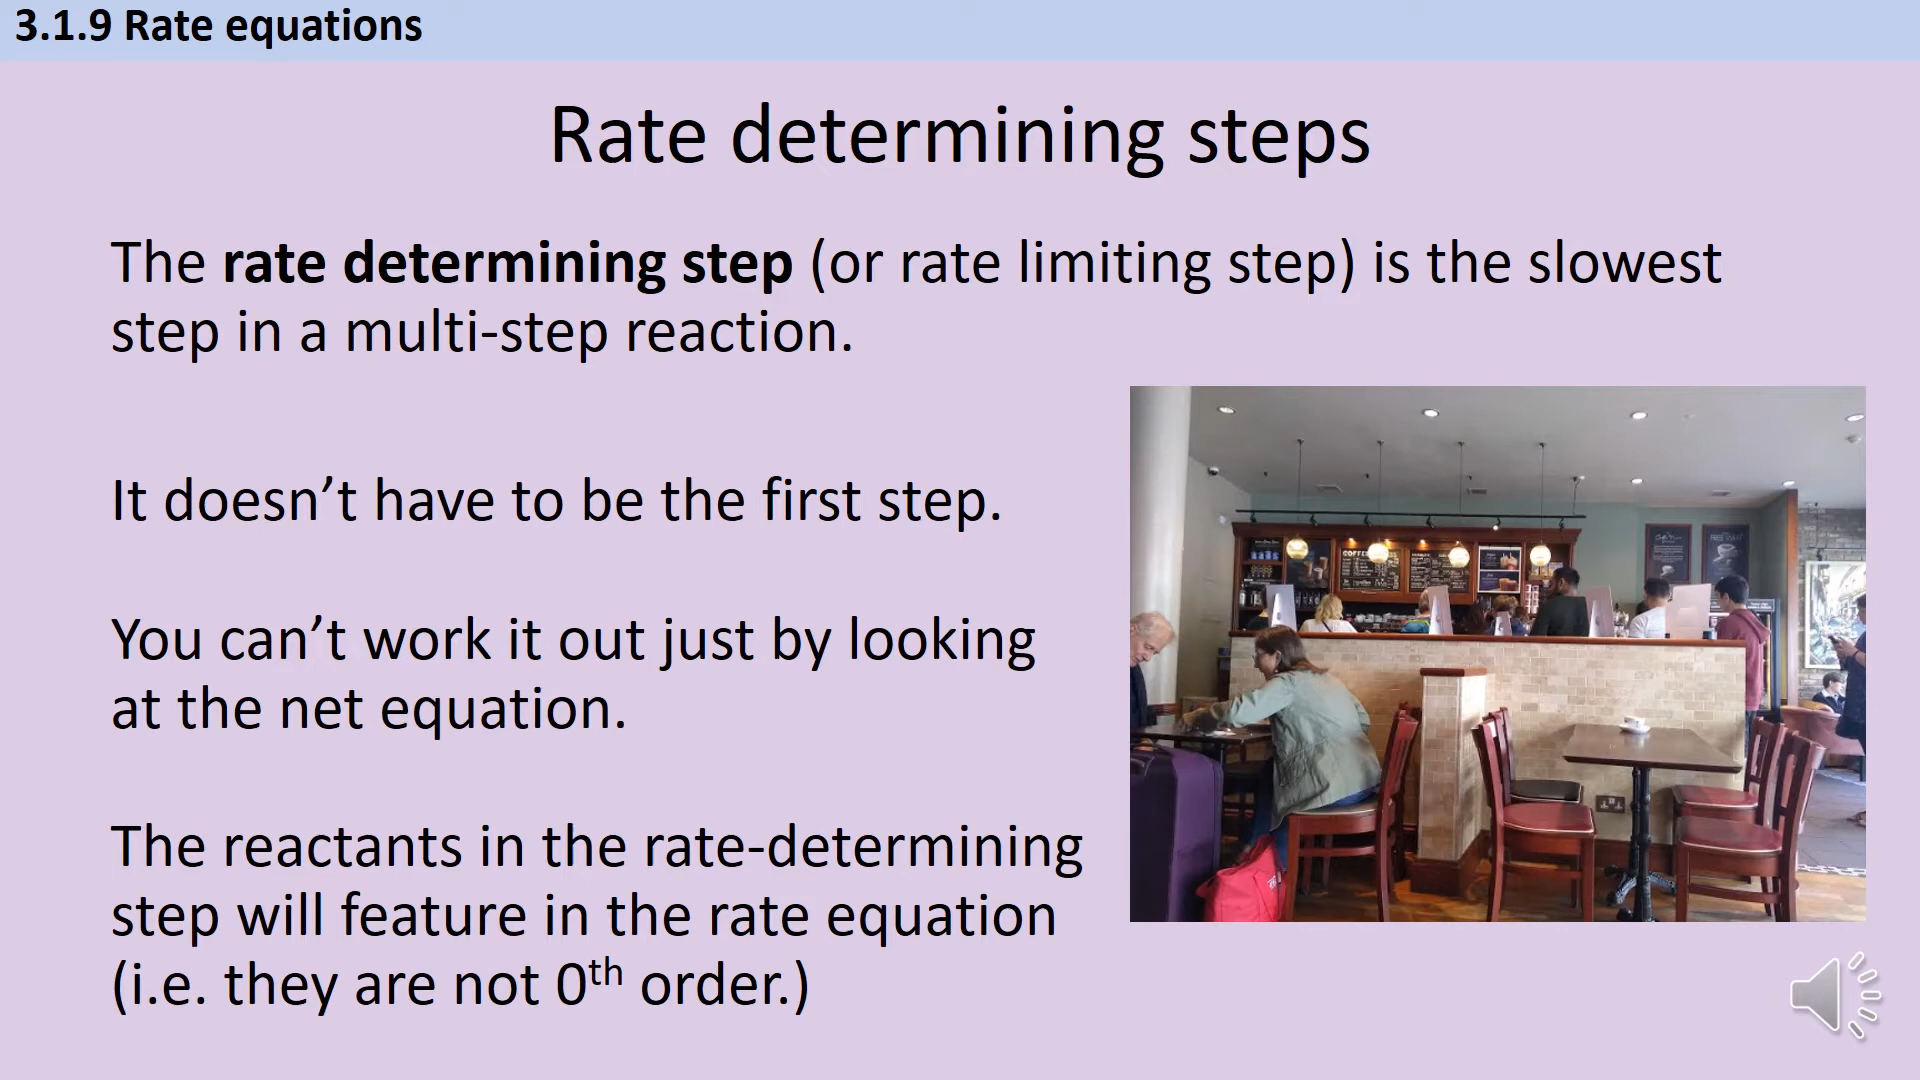 3.1.9 Rate equations
Rate determining steps
The rate determining step (or rate limiting step) is the slowest
step in a multi-step reaction.
It doesn’t have to be the first step.
You can’t work it out just by looking
at the net equation.
The reactants in the rate-determining
step will feature in the rate equation
(i.e. they are not 0th order.)
COFFEE